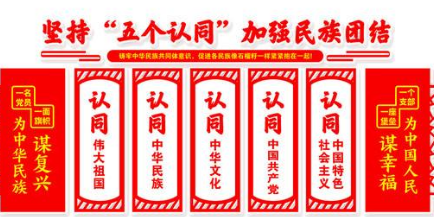 坚持“五个认同”加强民族团结
铸牢中华民族共同体意识，促进各民族像石榴籽一样紧紧抱在一起！
一名党员
一面旗帜
为中华民族
谋复兴
认同
伟大祖国
认同
中华民族
认同
中华文化
认同
中国共产党
认同
中国特色
社会主义
一个支部
一座堡垒
为中国人民
谋幸福